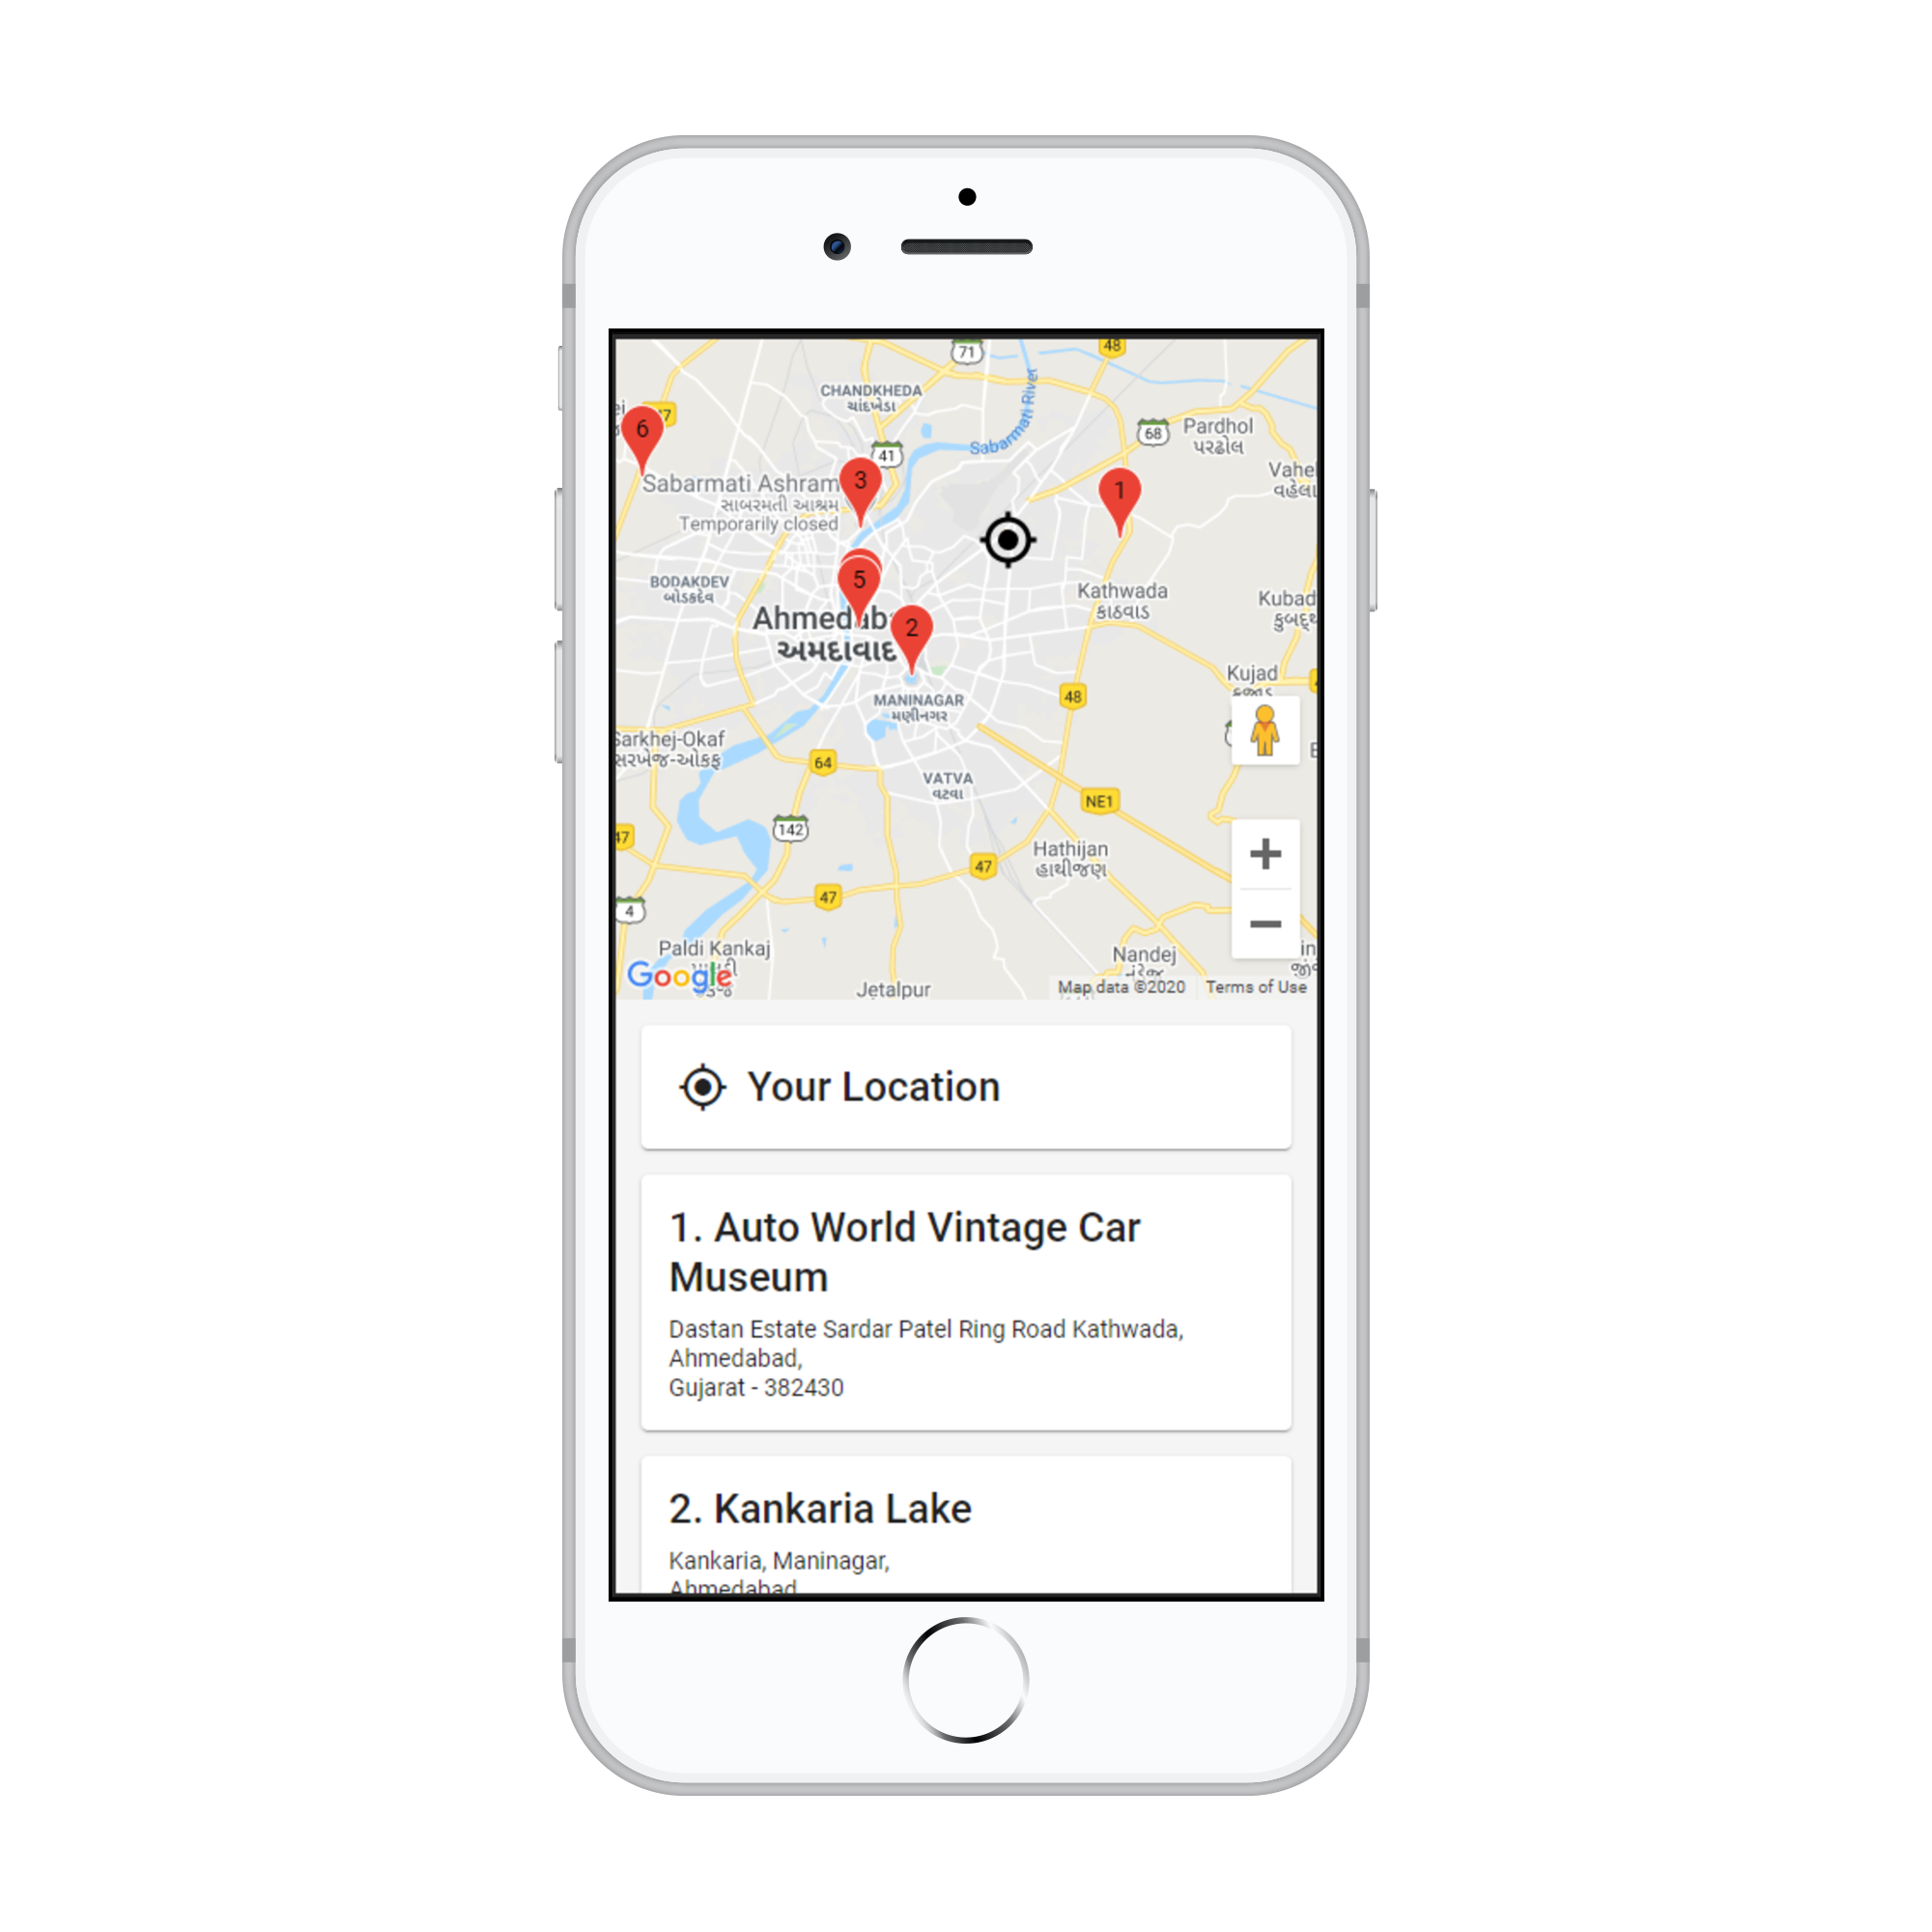 71
48
CHANDKHEDA
ચાંદખેડા
Sabarmati River
6
41
68
Pardhol
પરઢોલ
3
Sabarmati Ashram
સાબરમતી આશ્રમ
Temporarily closed
1
BODAKDEV
બોડકદેવ
5
Kathwada
કાઠવાડ
Ahmedab
અમદાવાદ
2
Kujad
MANINAGAR
મણીનગર
48
Sarkhej-Okaf
સરખેજ-ઓકફ
64
VATVA
વટવા
NE1
142
47
Hathijan
હાથીજણ
47
47
4
Paldi Kankaj
Nandej
Google
Jetalpur
Map data ©2020
Terms of Use
Your Location
1. Auto World Vintage Car
Museum
Dastan Estate Sardar Patel Ring Road Kathwada,
Ahmedabad,
Gujarat - 382430
2. Kankaria Lake
Kankaria, Maninagar,
Ahmedabad